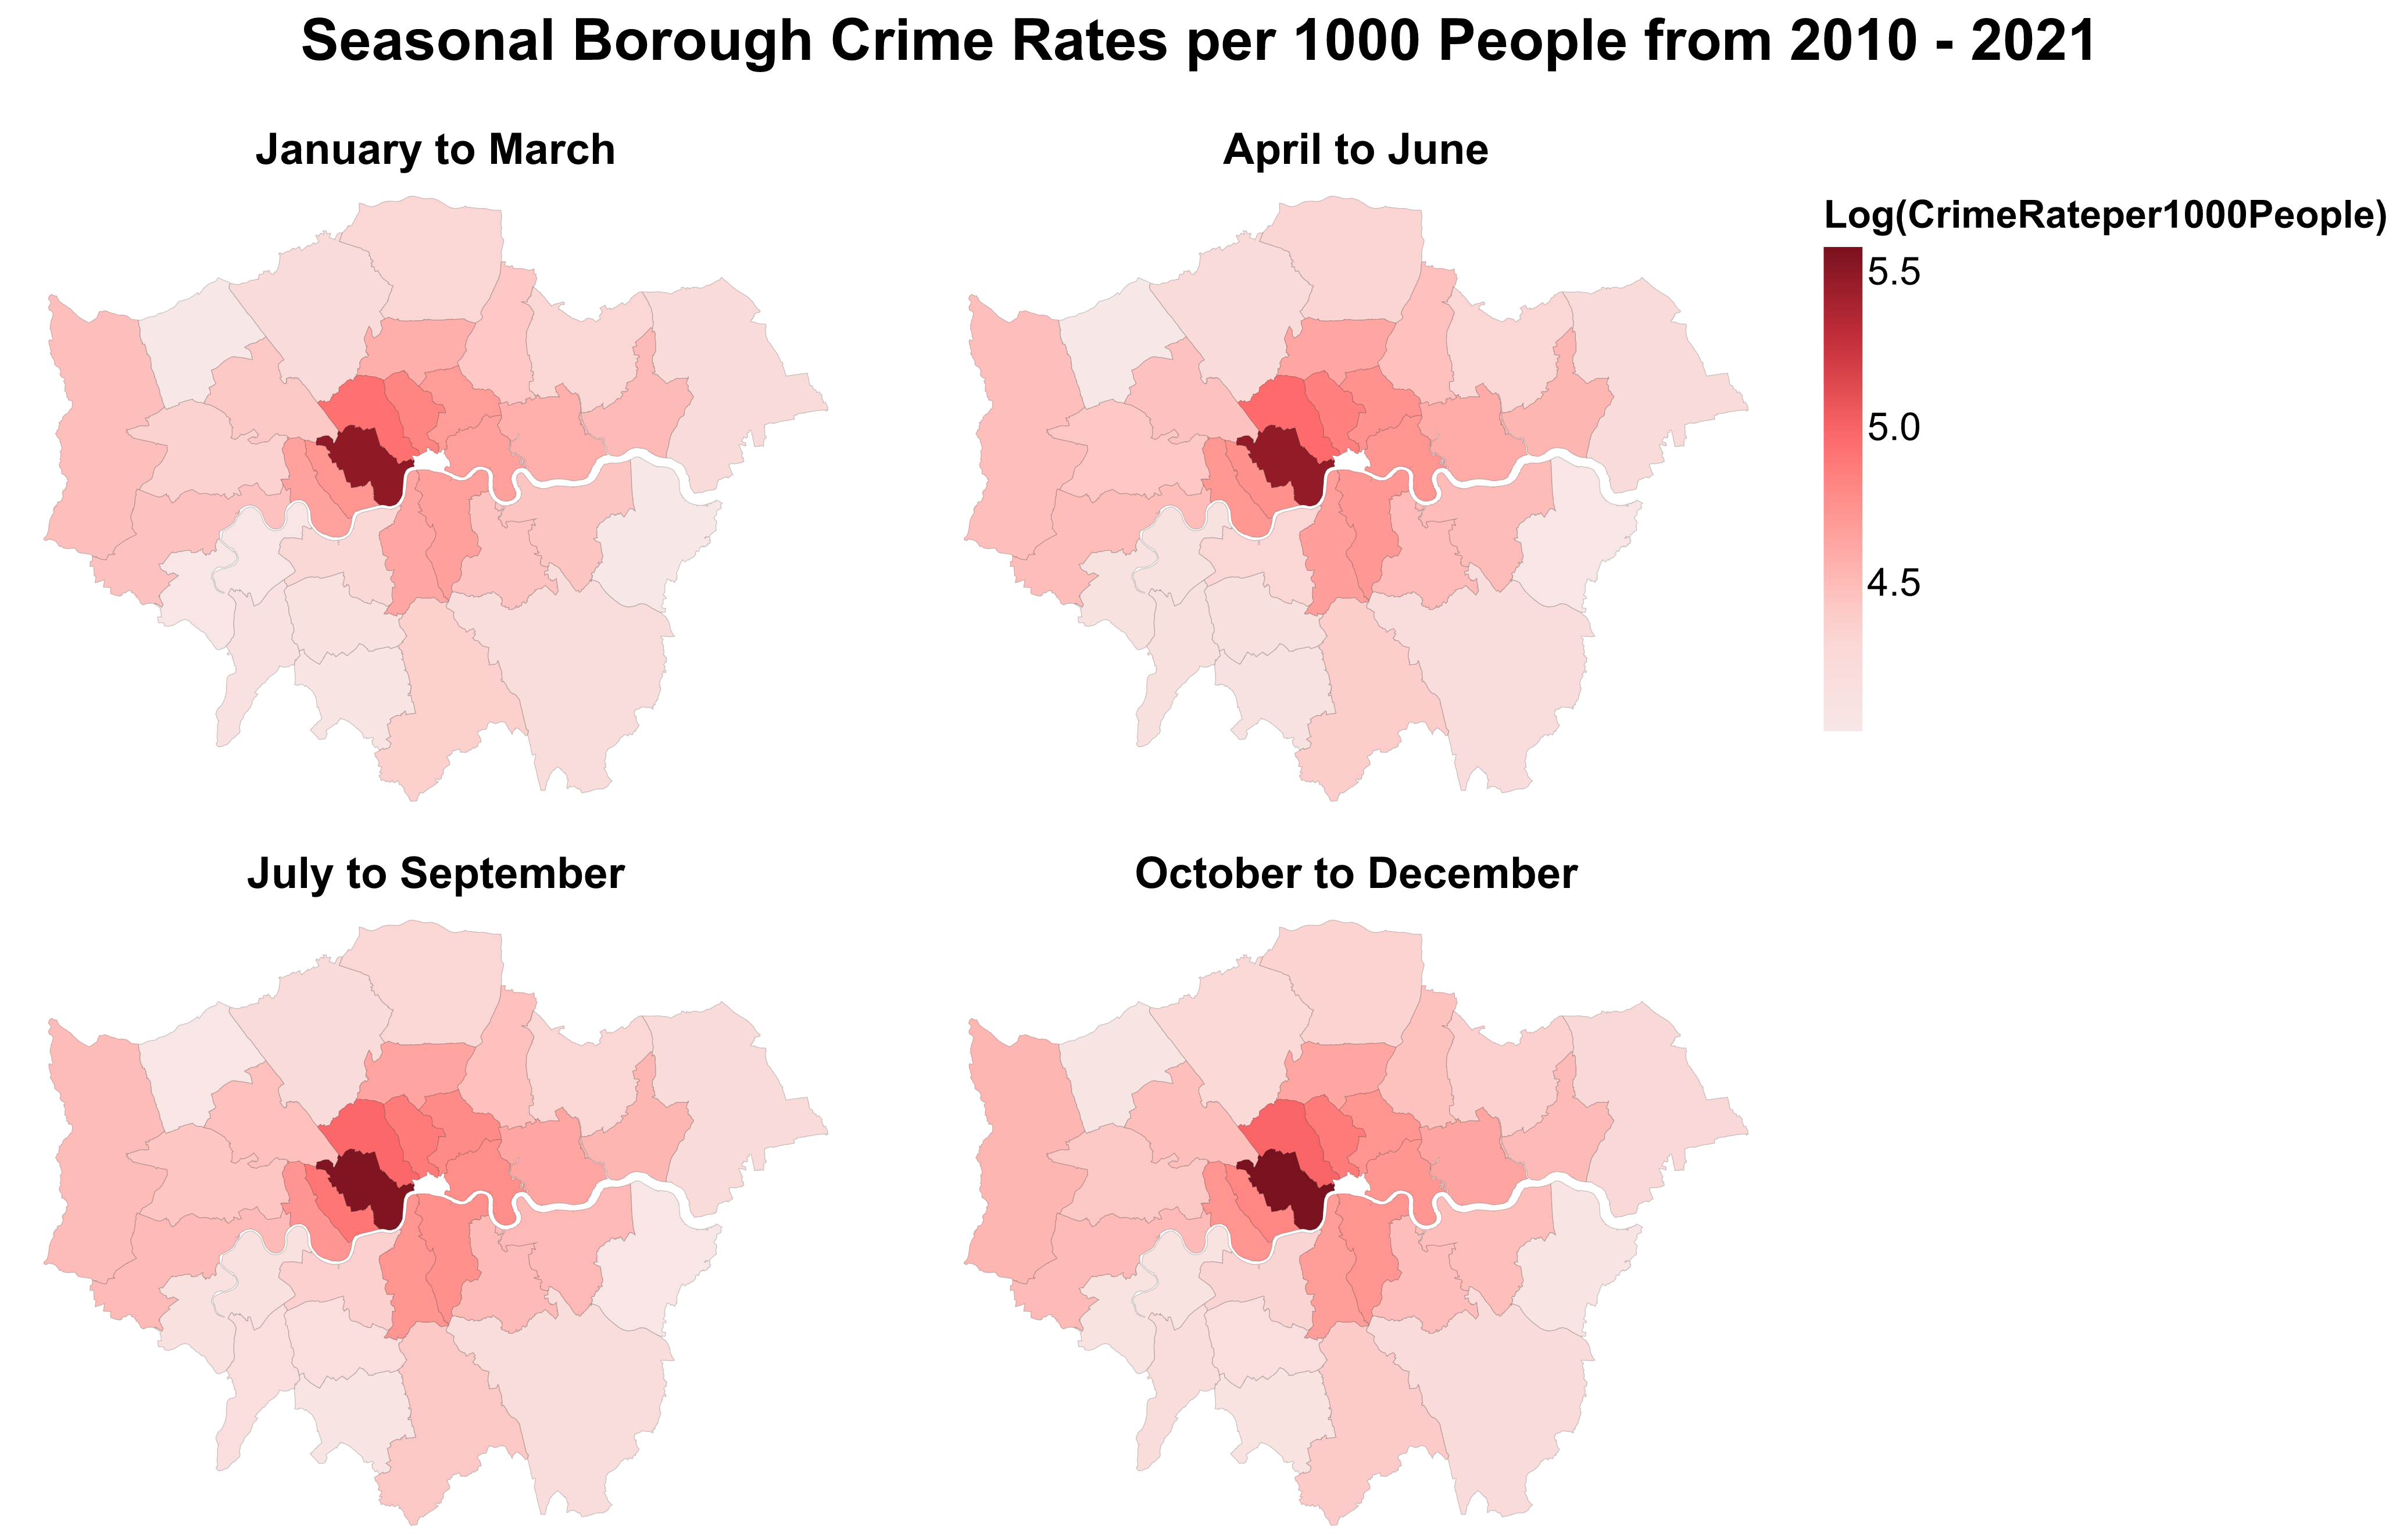 Seasonal Borough Crime Rates per 1000 People from 2010 - 2021
January to March
April to June
Log(CrimeRateper1000People)
5.5
5.0
4.5
July to September
October to December